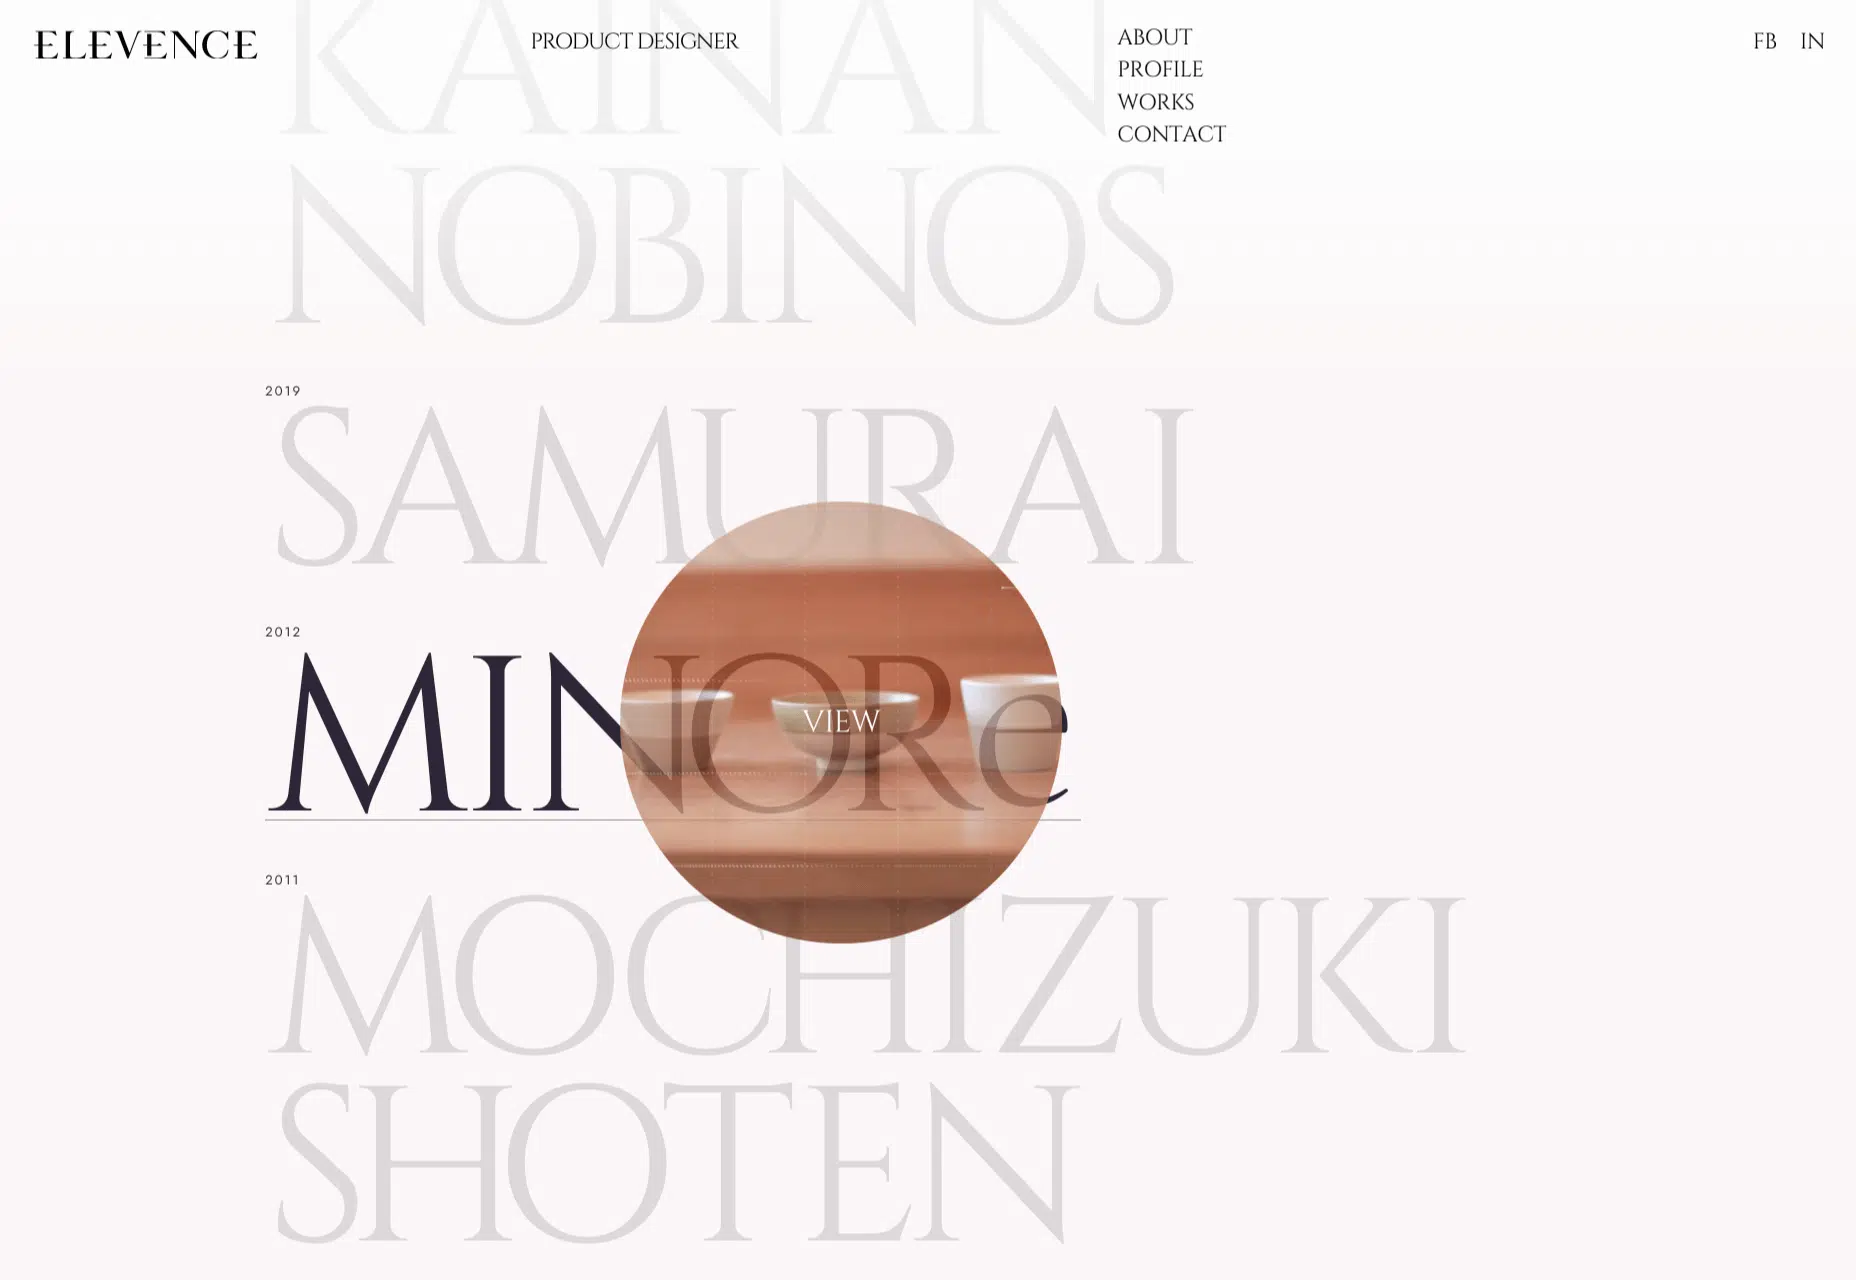 ELEVENCE
PRODUCT DESIGNER
ABOUT
PROFILE
WORKS
CONTACT
FB IN
KAINAN
NOBINOS
2019
SAMURAI
2012
MINORe
VIEW
2011
MOCHIZUKI
SHOTEN